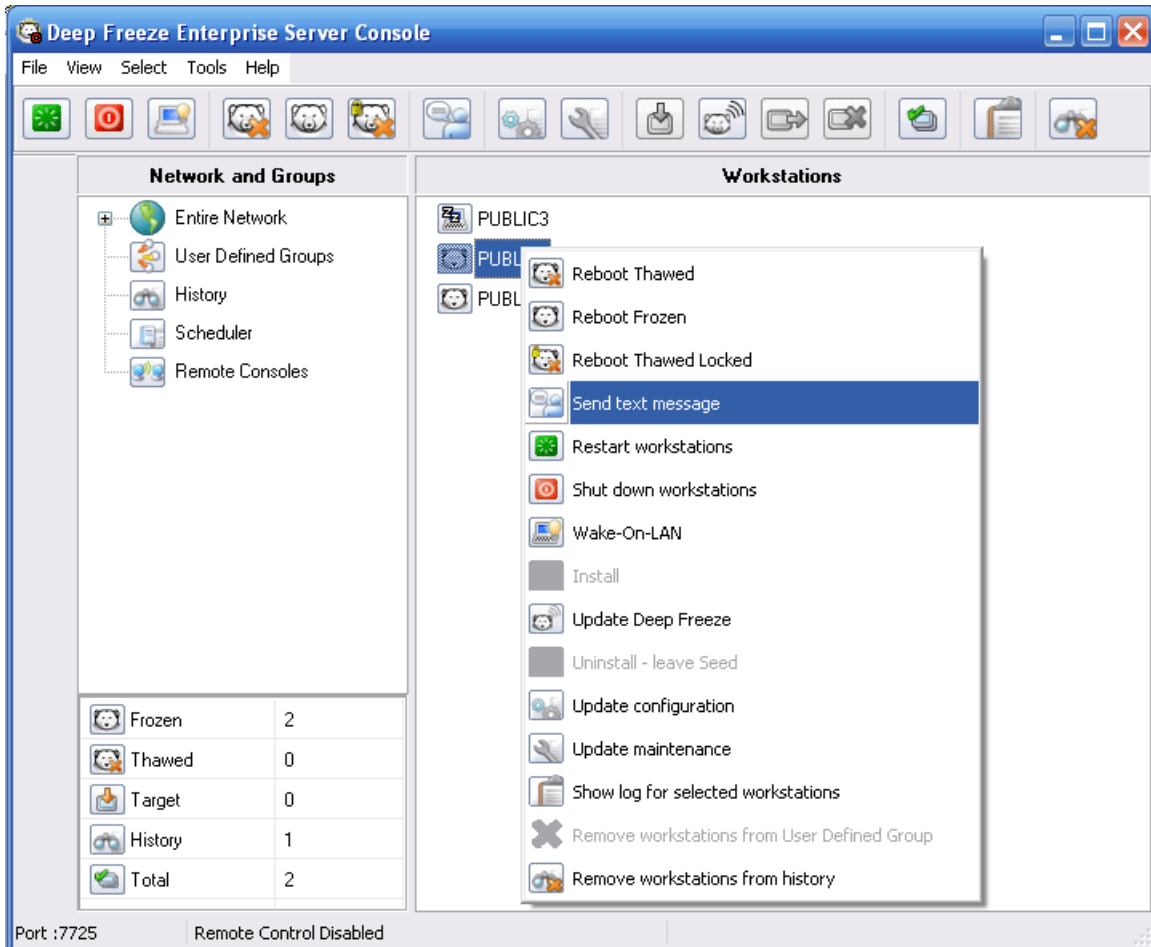 Deep Freeze Enterprise Server Console
File View Select Tools Help
Network and Groups
Workstations
Entire Network
User Defined Groups
History
Scheduler
Remote Consoles
PUBLIC3
PUBL
PUBL
Reboot Thawed
Reboot Frozen
Reboot Thawed Locked
Send text message
Restart workstations
Shut down workstations
Wake-On-LAN
Install
Update Deep Freeze
Uninstall - leave Seed
Update configuration
Update maintenance
Show log for selected workstations
Remove workstations from User Defined Group
Remove workstations from history
Frozen 2
Thawed 0
Target 0
History 1
Total 2
Port :7725 Remote Control Disabled